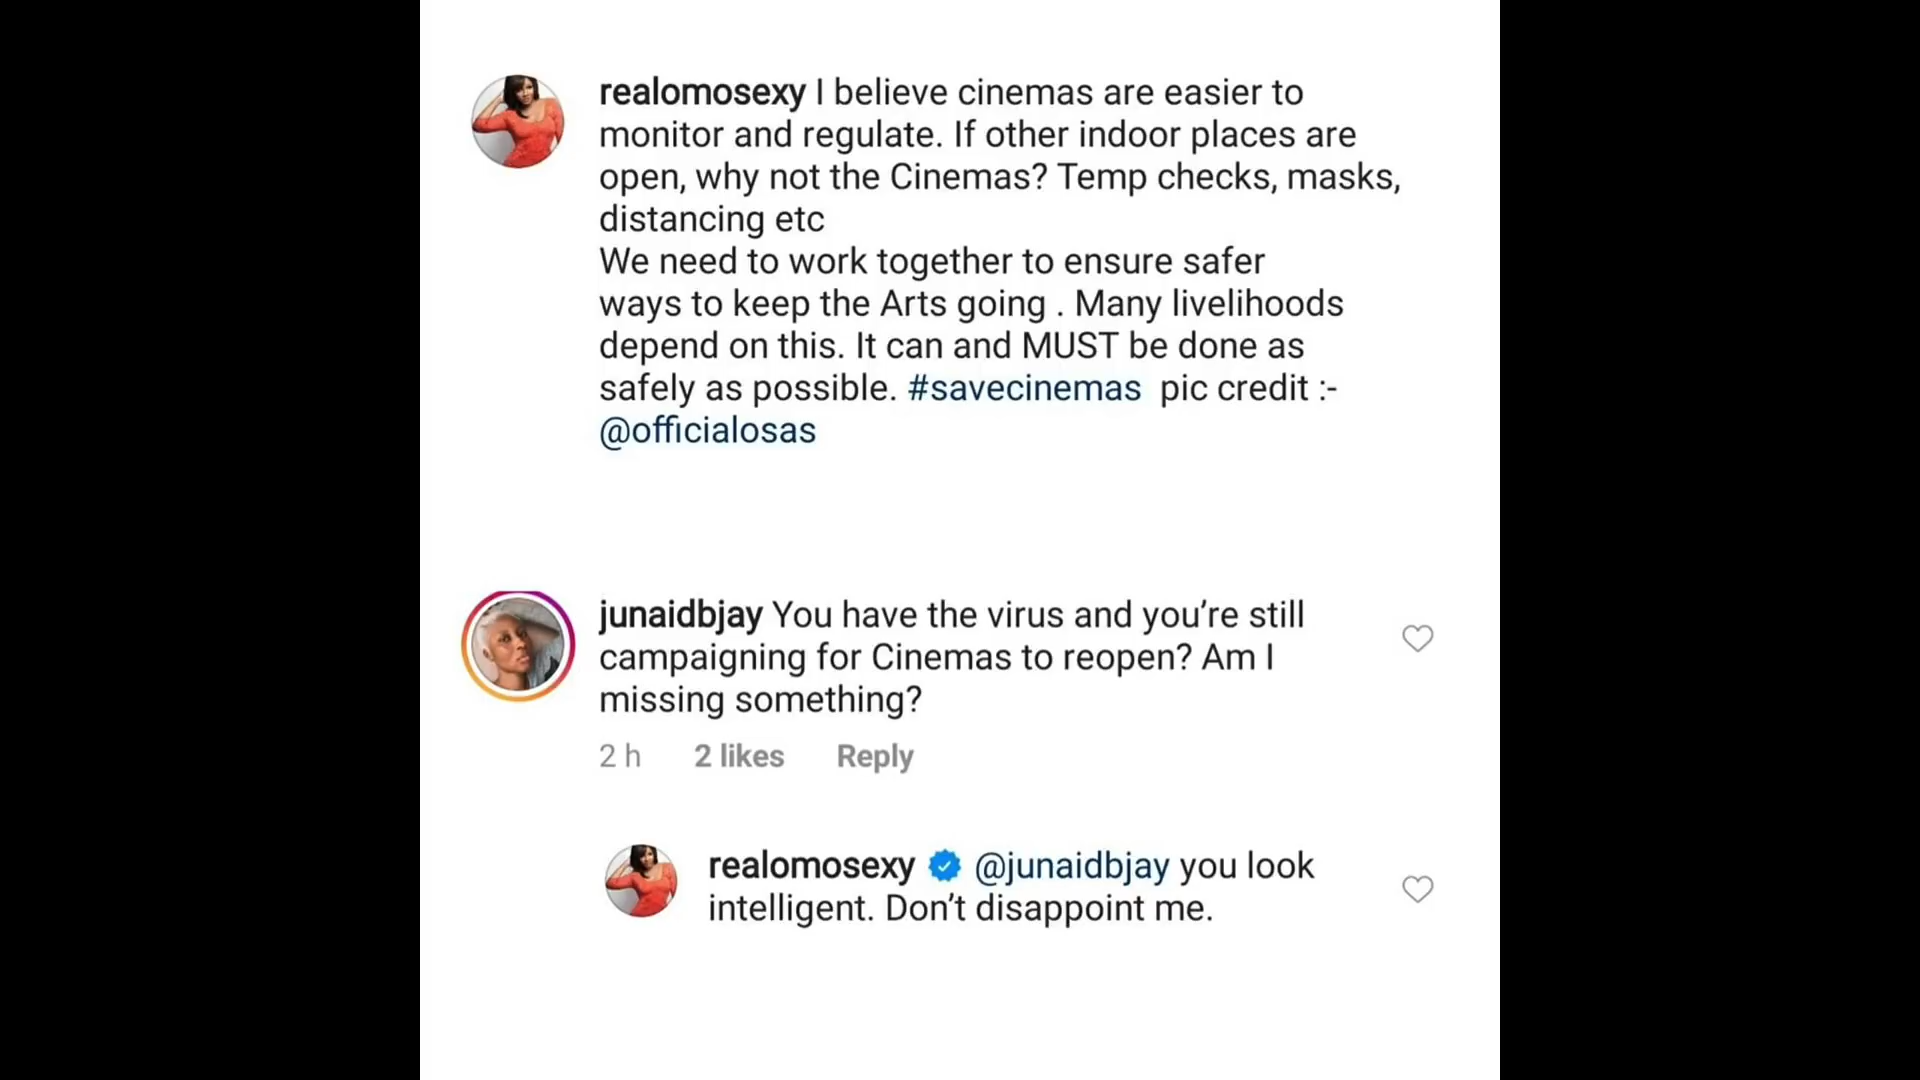 realomosexy I believe cinemas are easier to
monitor and regulate. If other indoor places are
open, why not the Cinemas? Temp checks, masks,
distancing etc
We need to work together to ensure safer
ways to keep the Arts going . Many livelihoods
depend on this. It can and MUST be done as
safely as possible. #savecinemas pic credit :-
@officialosas
junaidbjay You have the virus and you’re still
campaigning for Cinemas to reopen? Am I
missing something?
2 h 2 likes Reply
realomosexy @junaidbjay you look
intelligent. Don’t disappoint me.